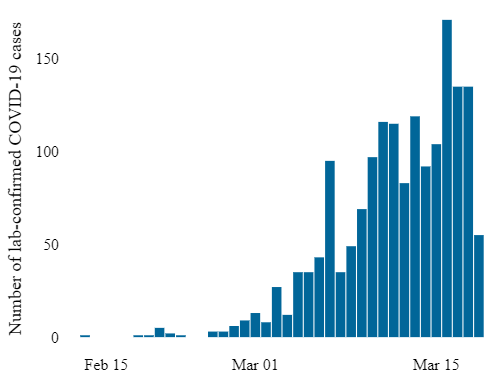 Number of lab-confirmed COVID-19 cases
150
100
50
0
Feb 15
Mar 01
Mar 15